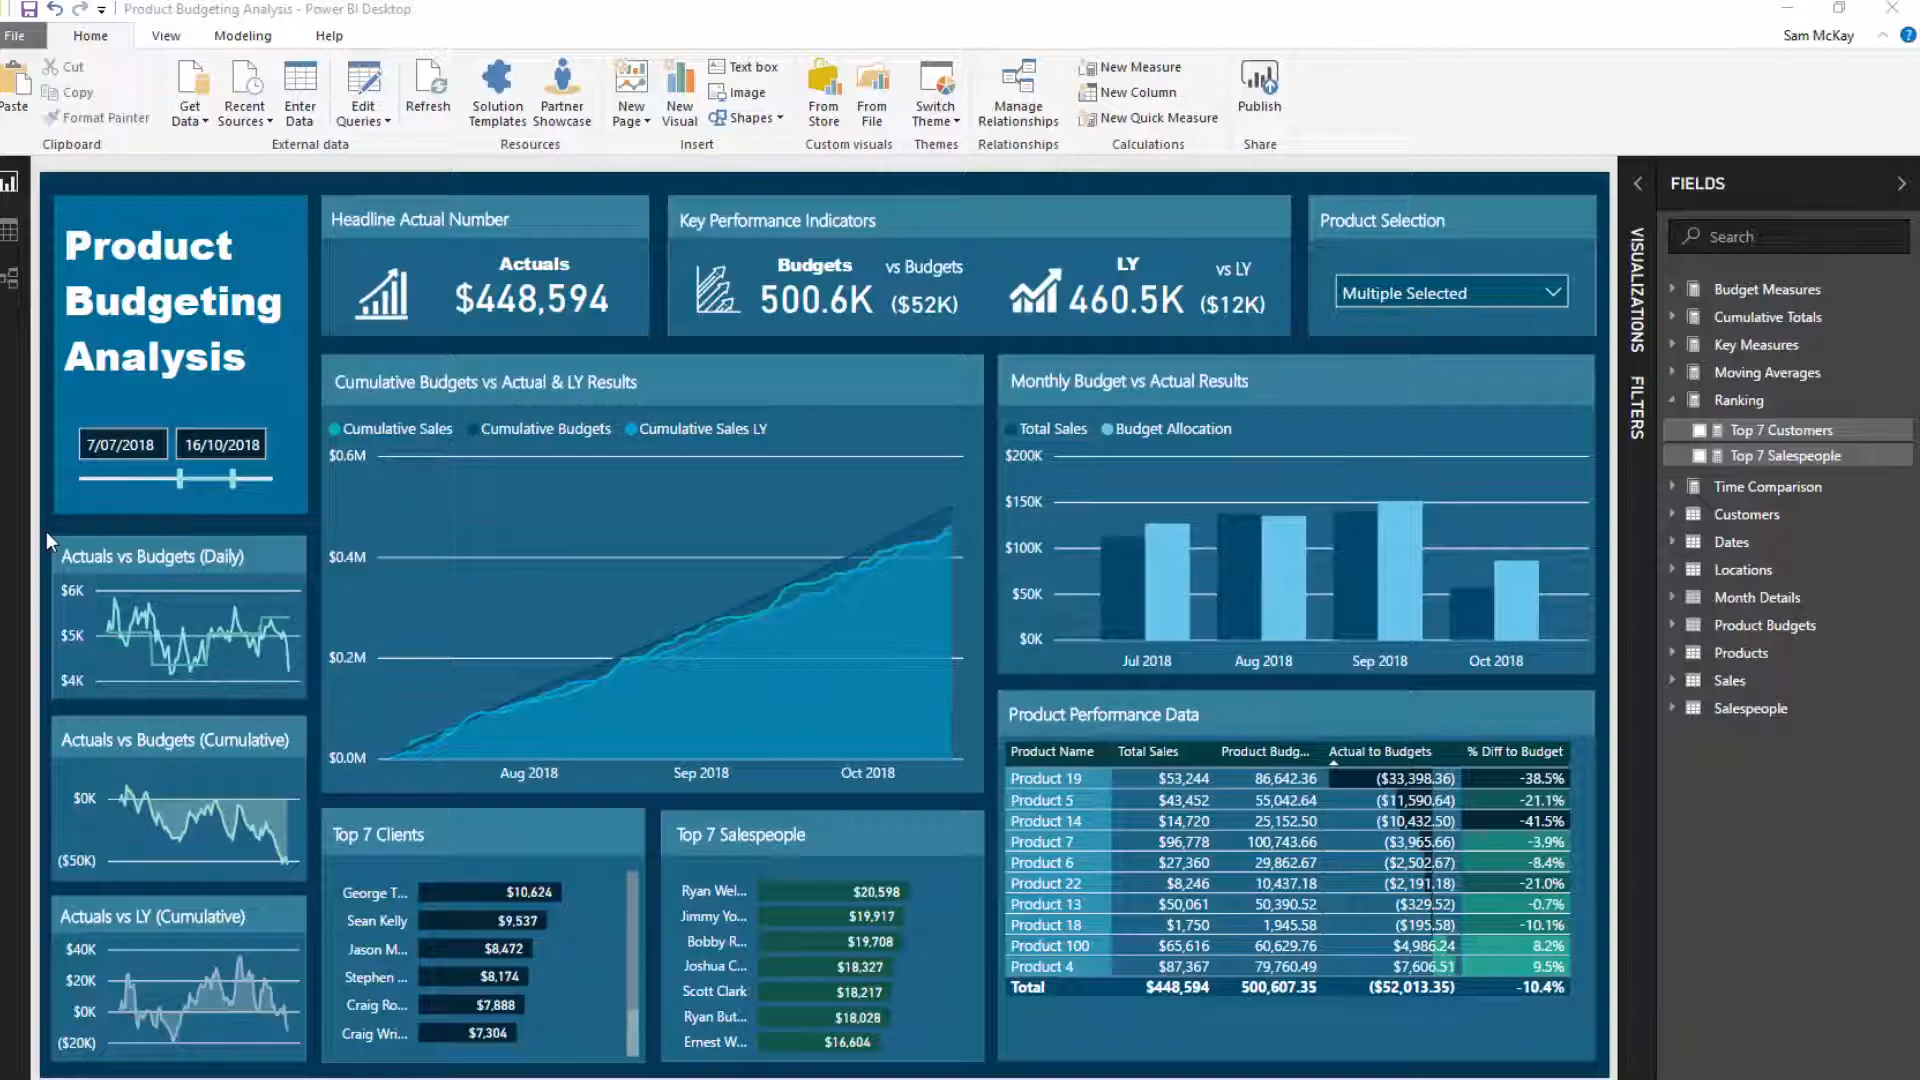 Product Budgeting Analysis - Power BI Desktop
File
Home
View
Modeling
Help
Sam McKay
?
Paste
Cut
Copy
Format Painter
Clipboard
Get Data
Recent Sources
Enter Data
Edit Queries
Refresh
External data
Solution Templates
Partner Showcase
Resources
New Page
New Visual
Text box
Image
Shapes
Insert
From Store
From File
Custom visuals
Switch Theme
Themes
Manage Relationships
Relationships
New Measure
New Column
New Quick Measure
Calculations
Publish
Share
Product
Budgeting
Analysis
7/07/2018
16/10/2018
Headline Actual Number
Actuals
$448,594
Key Performance Indicators
Budgets
500.6K
vs Budgets
($52K)
LY
460.5K
vs LY
($12K)
Product Selection
Multiple Selected
Actuals vs Budgets (Daily)
$6K
$5K
$4K
Actuals vs Budgets (Cumulative)
$0K
($50K)
Actuals vs LY (Cumulative)
$40K
$20K
$0K
($20K)
Cumulative Budgets vs Actual & LY Results
Cumulative Sales
Cumulative Budgets
Cumulative Sales LY
$0.6M
$0.4M
$0.2M
$0.0M
Aug 2018
Sep 2018
Oct 2018
Top 7 Clients
George T... $10,624
Sean Kelly $9,537
Jason M... $8,472
Stephen ... $8,174
Craig Ro... $7,888
Craig Wri... $7,304
Top 7 Salespeople
Ryan Wel... $20,598
Jimmy Yo... $19,917
Bobby R... $19,708
Joshua C... $18,327
Scott Clark $18,217
Ryan But... $18,028
Ernest W... $16,604
Monthly Budget vs Actual Results
Total Sales
Budget Allocation
$200K
$150K
$100K
$50K
$0K
Jul 2018
Aug 2018
Sep 2018
Oct 2018
Product Performance Data
Product Name Total Sales Product Budg... Actual to Budgets % Diff to Budget
Product 19 $53,244 86,642.36 ($33,398.36) -38.5%
Product 5 $43,452 55,042.64 ($11,590.64) -21.1%
Product 14 $14,720 25,152.50 ($10,432.50) -41.5%
Product 7 $96,778 100,743.66 ($3,965.66) -3.9%
Product 6 $27,360 29,862.67 ($2,502.67) -8.4%
Product 22 $8,246 10,437.18 ($2,191.18) -21.0%
Product 13 $50,061 50,390.52 ($329.52) -0.7%
Product 18 $1,750 1,945.58 ($195.58) -10.1%
Product 100 $65,616 60,629.76 $4,986.24 8.2%
Product 4 $87,367 79,760.49 $7,606.51 9.5%
Total $448,594 500,607.35 ($52,013.35) -10.4%
VISUALIZATIONS
FILTERS
FIELDS
Search
Budget Measures
Cumulative Totals
Key Measures
Moving Averages
Ranking
Top 7 Customers
Top 7 Salespeople
Time Comparison
Customers
Dates
Locations
Month Details
Product Budgets
Products
Sales
Salespeople